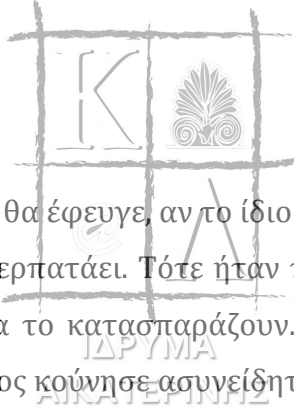 Κ
θα έφευγε, αν το ίδιο
Λ
ερπατάει. Τότε ήταν
α το κατασπαράζουν.
ΙΔΡΥΜΑ
ος κούνησε ασυνείδητ
ΑΙΚΑΤΕΡΙΝΗΣ